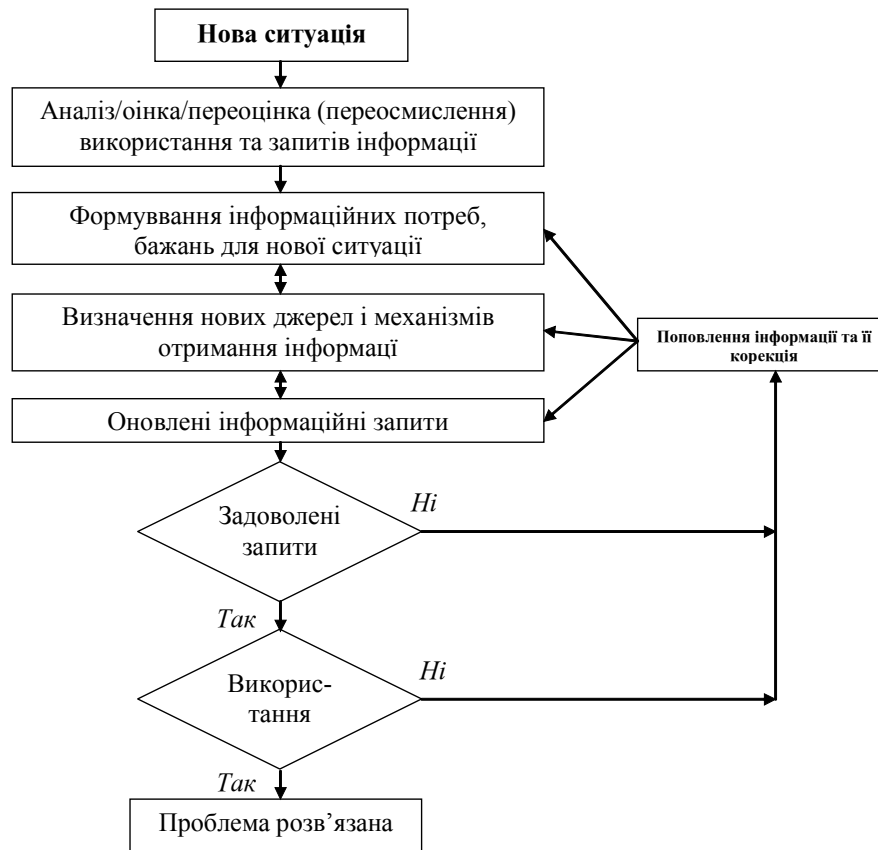 Нова ситуація
Аналіз/оінка/переоцінка (переосмислення)
використання та запитів інформації
Формуввання інформаційних потреб,
бажань для нової ситуації
Визначення нових джерел і механізмів
отримання інформації
Поповлення інформації та її
корекція
Оновлені інформаційні запити
Ні
Задоволені
запити
Так
Ні
Викорис-
тання
Так
Проблема розв’язана